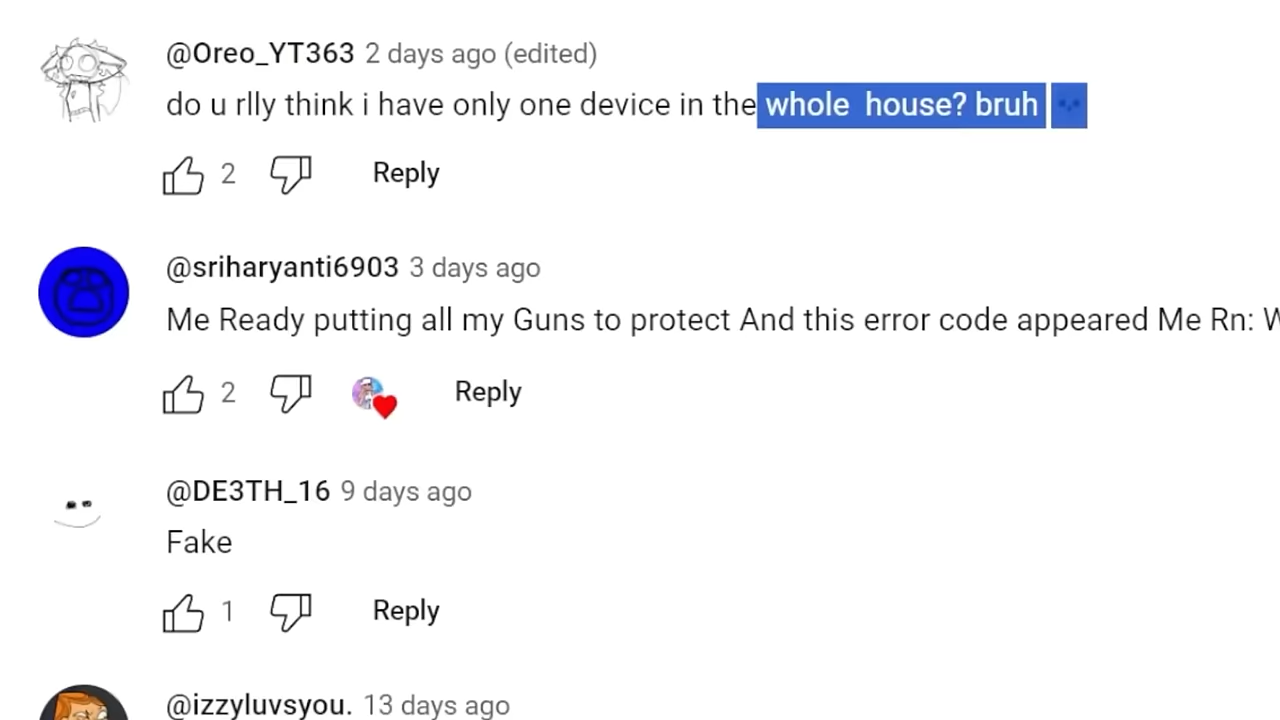 @Oreo_YT363 2 days ago (edited)
do u rlly think i have only one device in the whole house? bruh
2 Reply
@sriharyanti6903 3 days ago
Me Ready putting all my Guns to protect And this error code appeared Me Rn: W
2 Reply
@DE3TH_16 9 days ago
Fake
1 Reply
@izzyluvsyou. 13 days ago